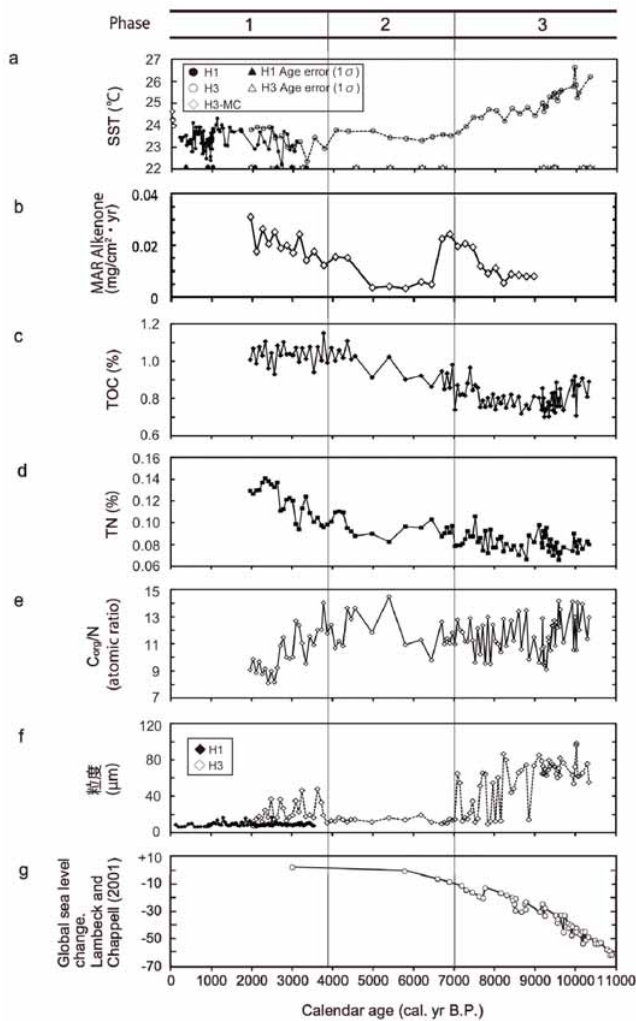 Phase 1 2 3
a
● H1 ▲ H1 Age error (1σ)
○ H3 △ H3 Age error (1σ)
◇ H3-MC
SST (℃)
27
26
25
24
23
22
b
MAR Alkenone
(mg/cm²・yr)
0.04
0.02
0
c
TOC (%)
1.2
1.0
0.8
0.6
d
TN (%)
0.16
0.14
0.12
0.10
0.08
0.06
e
Corg/N
(atomic ratio)
15
13
11
9
7
f
◆ H1
◇ H3
粒度
(μm)
120
80
60
40
20
0
g
Global sea level
change.
Lambeck and
Chappell (2001)
+10
-10
-30
-50
-70
0 1000 2000 3000 4000 5000 6000 7000 8000 9000 10000 11000
Calendar age (cal. yr B.P.)